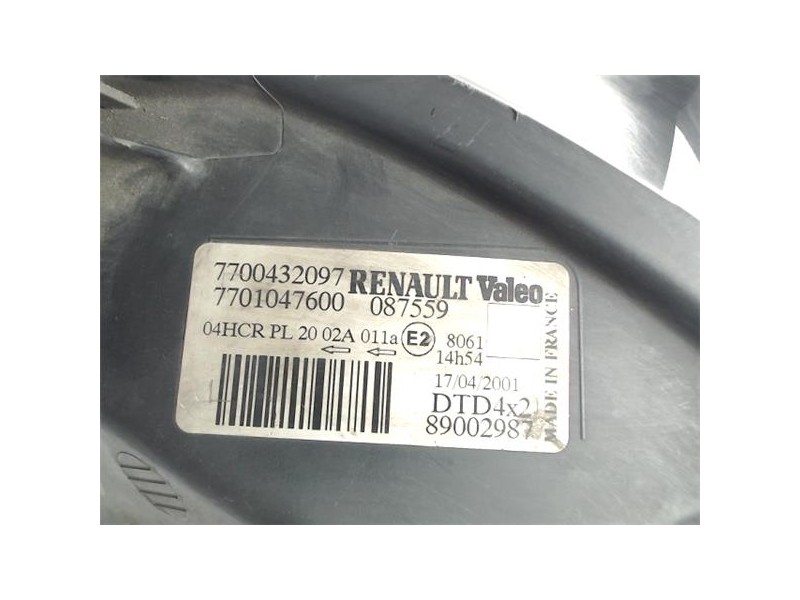 7700432097 RENAULT Valeo
7701047600 087559
04HCR PL 20 02A 011a E2 8061
14h54
17/04/2001
DTD4x2
89002987
MADE IN FRANCE